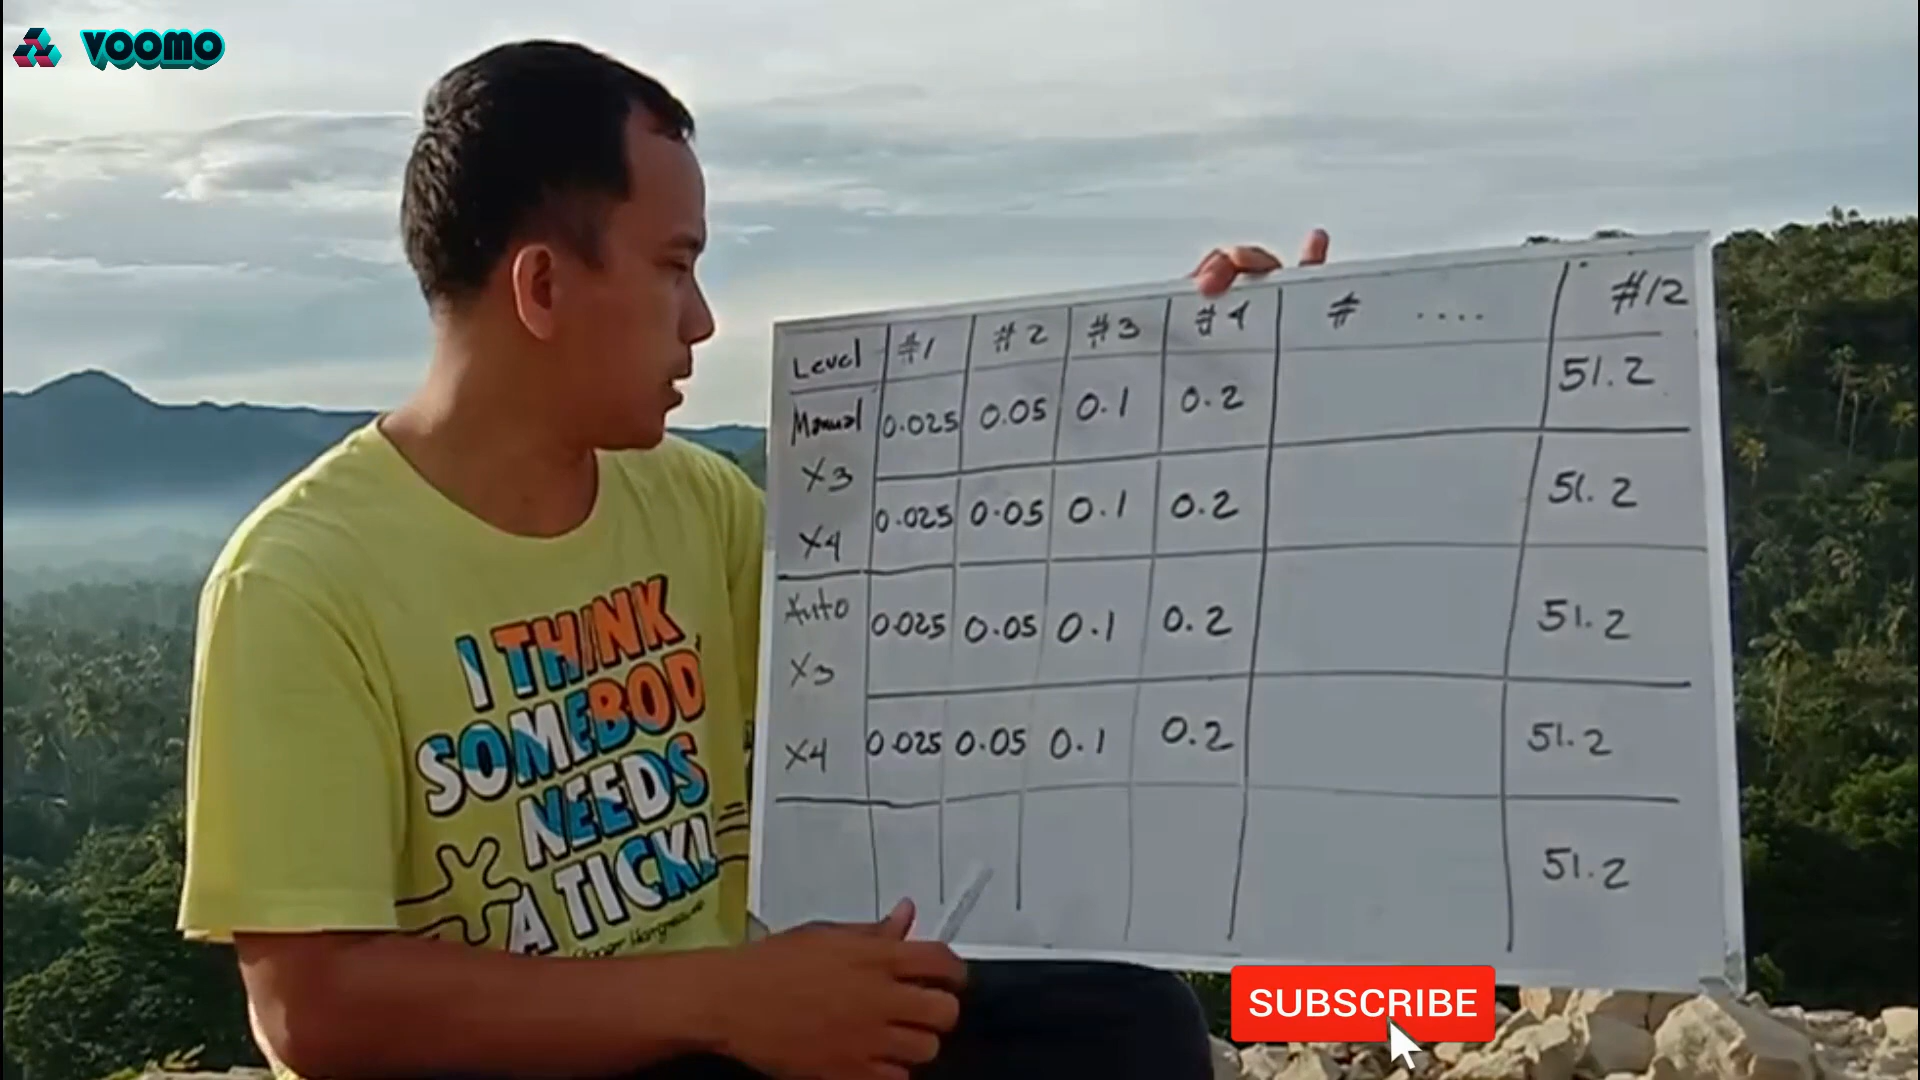 VOOMO
Level #1 #2 #3 #4 # .... #12
Manual
X3 0.025 0.05 0.1 0.2 51.2
X4 0.025 0.05 0.1 0.2 51.2
Auto
X3 0.025 0.05 0.1 0.2 51.2
X4 0.025 0.05 0.1 0.2 51.2
51.2
I THINK
SOMEBODY
NEEDS
A TICKL
SUBSCRIBE